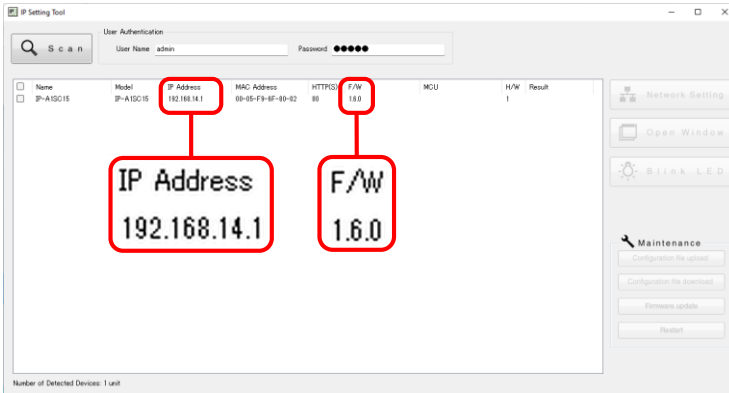 IP Setting Tool
Scan
User Authentication
User Name admin
Password ●●●●●
Name Model IP Address MAC Address HTTP(S) F/W MCU H/W Result
IP-A1SC15 IP-A1SC15 192.168.14.1 00-05-F9-6F-80-02 80 1.6.0 1
IP Address
192.168.14.1
F/W
1.6.0
Network Setting
Open Window
Blink LED
Maintenance
Configuration file upload
Configuration file download
Firmware update
Restart
Number of Detected Devices: 1 unit